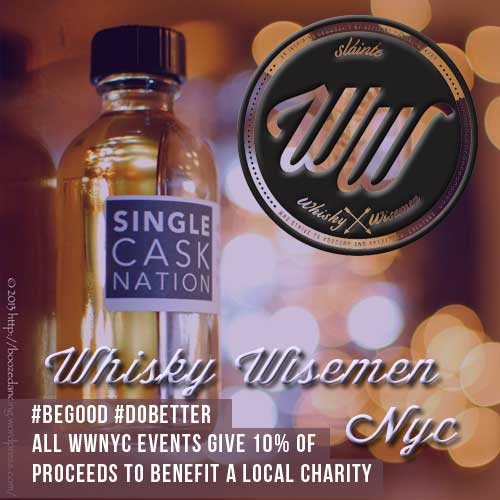 sláinte
WW
Whisky Wisemen
SINGLE
CASK
NATION
© 2013 http://boozedancing.wordpress.com/
Whisky Wisemen
Nyc
#BEGOOD #DOBETTER
ALL WWNYC EVENTS GIVE 10% OF
PROCEEDS TO BENEFIT A LOCAL CHARITY